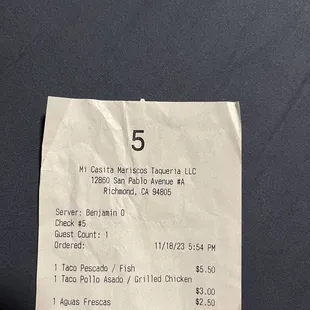 5
Mi Casita Mariscos Taqueria LLC
12860 San Pablo Avenue #A
Richmond, CA 94805
Server: Benjamin O
Check #5
Guest Count: 1
Ordered: 11/18/23 5:54 PM
1 Taco Pescado / Fish $5.50
1 Taco Pollo Asado / Grilled Chicken
$3.00
1 Aguas Frescas $2.50